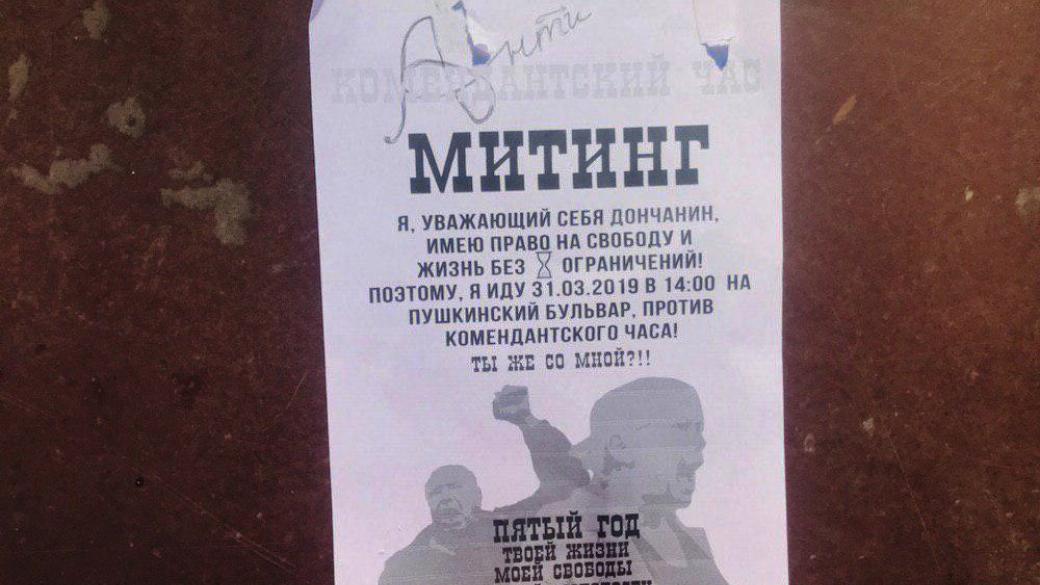 Анти
КОМЕНДАНТСКИЙ ЧАС
МИТИНГ
Я, УВАЖАЮЩИЙ СЕБЯ ДОНЧАНИН,
ИМЕЮ ПРАВО НА СВОБОДУ И
ЖИЗНЬ БЕЗ ОГРАНИЧЕНИЙ!
ПОЭТОМУ, Я ИДУ 31.03.2019 В 14:00 НА
ПУШКИНСКИЙ БУЛЬВАР, ПРОТИВ
КОМЕНДАНТСКОГО ЧАСА!
ТЫ ЖЕ СО МНОЙ?!!
ПЯТЫЙ ГОД
ТВОЕЙ ЖИЗНИ
МОЕЙ СВОБОДЫ